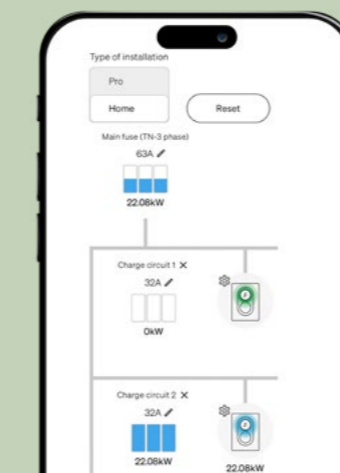 Type of installation
Pro
Home
Reset
Main fuse (TN-3 phase)
63A
22.08kW
Charge circuit 1 X
32A
0kW
Charge circuit 2 X
32A
22.08kW
22.08kW